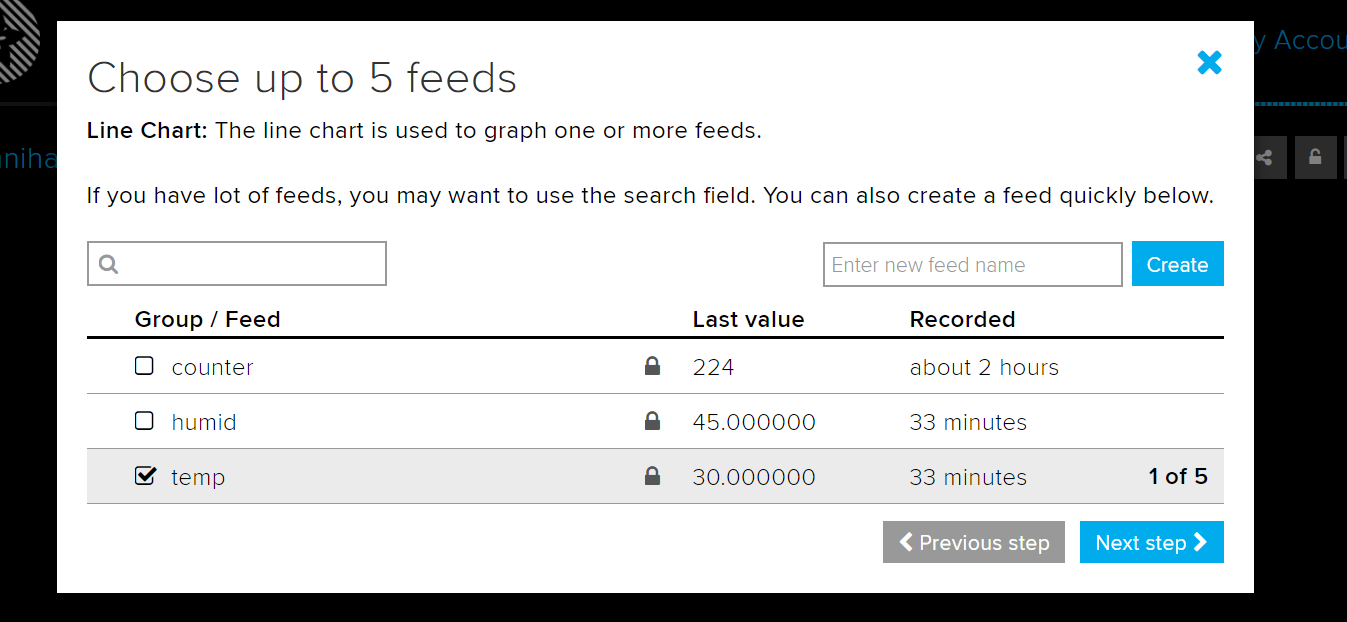 y Accou
Choose up to 5 feeds
Line Chart: The line chart is used to graph one or more feeds.
niha
If you have lot of feeds, you may want to use the search field. You can also create a feed quickly below.
Enter new feed name Create
Group / Feed Last value Recorded
counter 224 about 2 hours
humid 45.000000 33 minutes
temp 30.000000 33 minutes 1 of 5
Previous step Next step